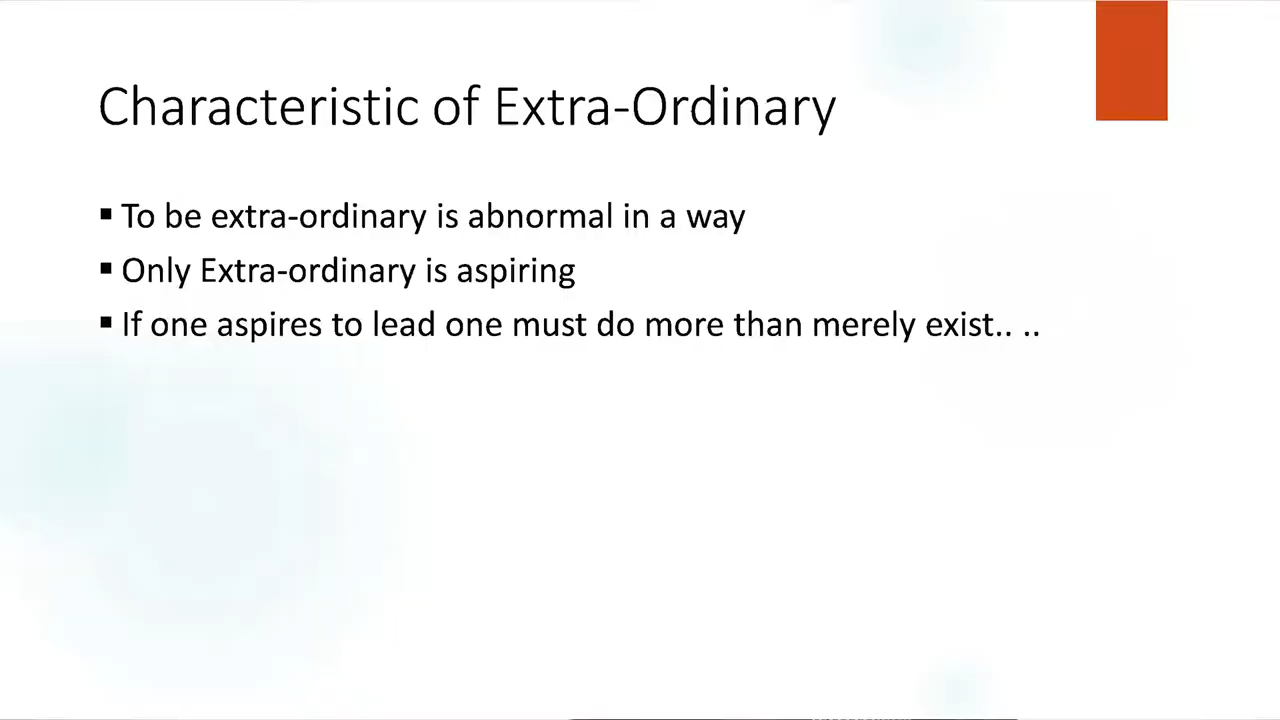 Characteristic of Extra-Ordinary
▪ To be extra-ordinary is abnormal in a way
▪ Only Extra-ordinary is aspiring
▪ If one aspires to lead one must do more than merely exist.. ..